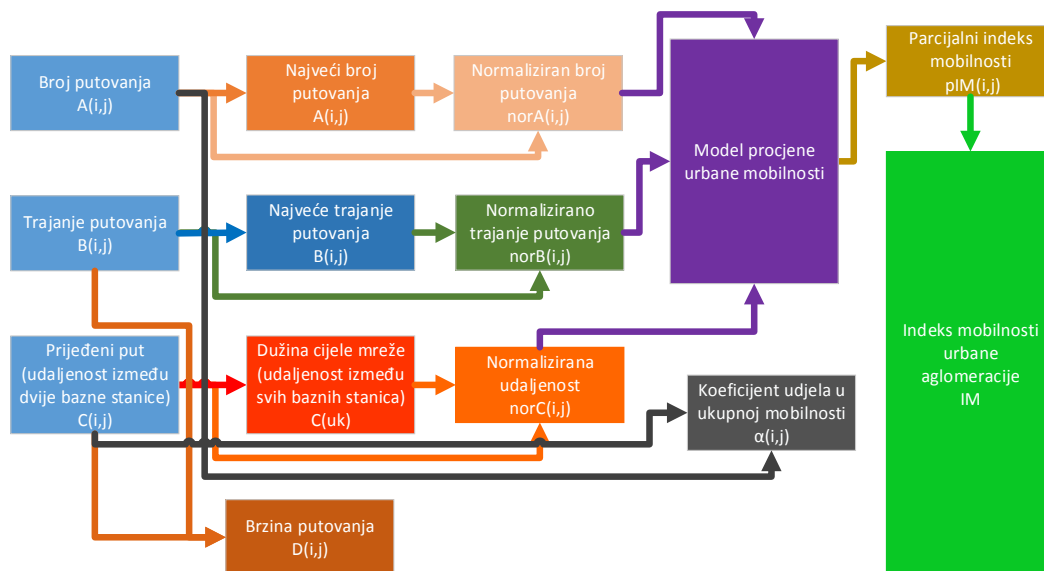 Broj putovanja
A(i,j)
Najveći broj
putovanja
A(i,j)
Normaliziran broj
putovanja
norA(i,j)
Model procjene
urbane mobilnosti
Parcijalni indeks
mobilnosti
pIM(i,j)
Trajanje putovanja
B(i,j)
Najveće trajanje
putovanja
B(i,j)
Normalizirano
trajanje putovanja
norB(i,j)
Prijeđeni put
(udaljenost između
dvije bazne stanice)
C(i,j)
Dužina cijele mreže
(udaljenost između
svih baznih stanica)
C(uk)
Normalizirana
udaljenost
norC(i,j)
Koeficijent udjela u
ukupnoj mobilnosti
α(i,j)
Indeks mobilnosti
urbane
aglomeracije
IM
Brzina putovanja
D(i,j)